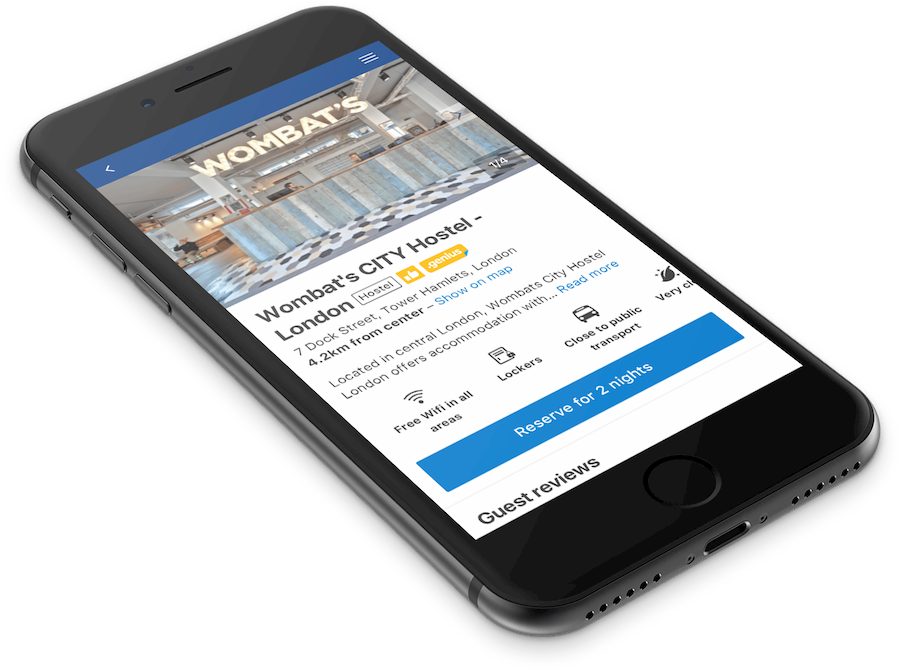 WOMBAT'S
1/4
Wombat's CITY Hostel -
London Hostel .genius
7 Dock Street, Tower Hamlets, London
4.2km from center – Show on map
Located in central London, Wombats City Hostel
London offers accommodation with... Read more
Free Wifi in all
areas
Lockers
Close to public
transport
Very cl
Reserve for 2 nights
Guest reviews